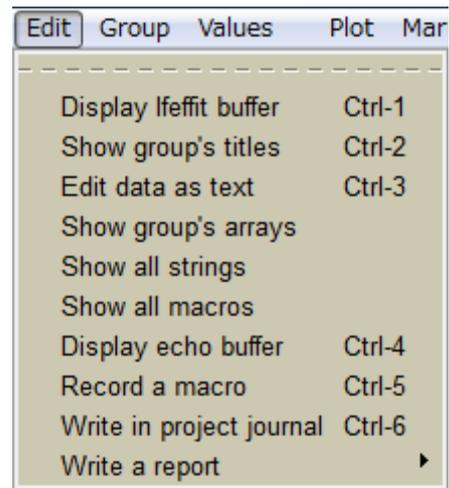 Edit Group Values Plot Mar
Display Ifeffit buffer Ctrl-1
Show group's titles Ctrl-2
Edit data as text Ctrl-3
Show group's arrays
Show all strings
Show all macros
Display echo buffer Ctrl-4
Record a macro Ctrl-5
Write in project journal Ctrl-6
Write a report